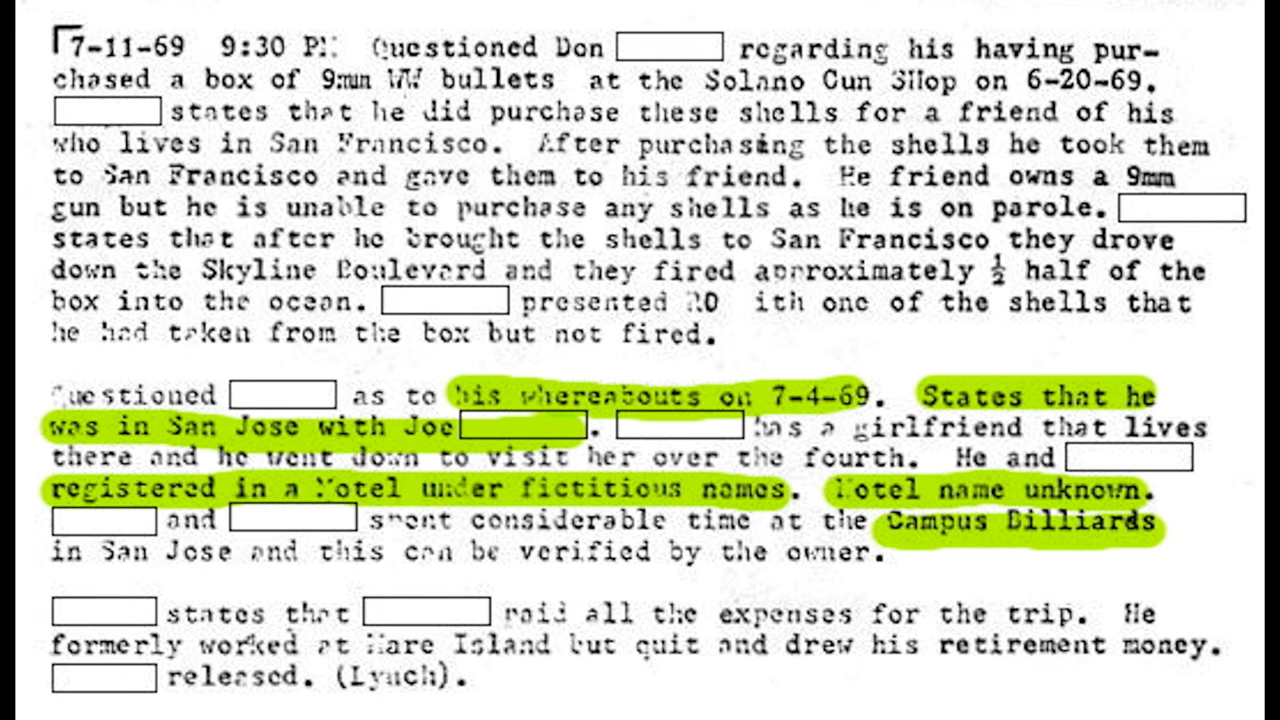 7-11-69 9:30 PM Questioned Don regarding his having pur-
chased a box of 9mm WW bullets at the Solano Gun Shop on 6-20-69.
states that he did purchase these shells for a friend of his
who lives in San Francisco. After purchasing the shells he took them
to San Francisco and gave them to his friend. He friend owns a 9mm
gun but he is unable to purchase any shells as he is on parole.
states that after he brought the shells to San Francisco they drove
down the Skyline Boulevard and they fired approximately ½ half of the
box into the ocean. presented ith one of the shells that
he had taken from the box but not fired.
Questioned as to his whereabouts on 7-4-69. States that he
was in San Jose with Joe . has a girlfriend that lives
there and he went down to visit her over the fourth. He and
registered in a Motel under fictitious names. Motel name unknown.
and spent considerable time at the Campus Billiards
in San Jose and this can be verified by the owner.
states that paid all the expenses for the trip. He
formerly worked at Mare Island but quit and drew his retirement money.
released. (Lynch).